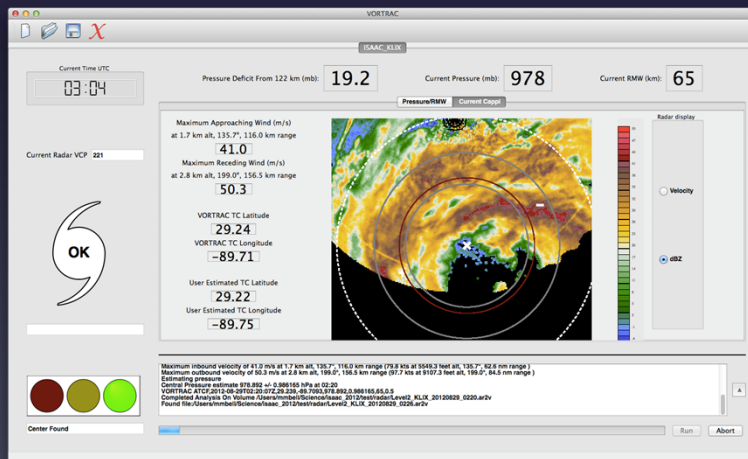 VORTRAC
ISAAC_KLIX
Current Time UTC
03:04
Pressure Deficit From 122 km (mb): 19.2
Current Pressure (mb): 978
Current RMW (km): 65
Pressure/RMW
Current Cappi
Maximum Approaching Wind (m/s)
at 1.7 km alt, 135.7°, 116.0 km range
41.0
Maximum Receding Wind (m/s)
at 2.8 km alt, 199.0°, 156.5 km range
50.3
VORTRAC TC Latitude
29.24
VORTRAC TC Longitude
-89.71
User Estimated TC Latitude
29.22
User Estimated TC Longitude
-89.75
Current Radar VCP 221
OK
Radar display
Velocity
dBZ
Maximum inbound velocity of 41.0 m/s at 1.7 km alt, 135.7°, 116.0 km range (79.8 kts at 5549.3 feet alt, 135.7°, 62.6 nm range )
Maximum outbound velocity of 50.3 m/s at 2.8 km alt, 199.0°, 156.5 km range (97.7 kts at 9107.3 feet alt, 199.0°, 84.5 nm range )
Estimating pressure
Central Pressure estimate 978.892 +/- 0.986165 hPa at 02:20
VORTRAC ATCF,2012-08-29T02:20:07Z,29.239,-89.7093,978.892,0.986165,65,0.5
Completed Analysis On Volume /Users/mmbell/Science/isaac_2012/test/radar/Level2_KLIX_20120829_0220.ar2v
Found file:/Users/mmbell/Science/isaac_2012/test/radar/Level2_KLIX_20120829_0226.ar2v
Center Found
Run
Abort